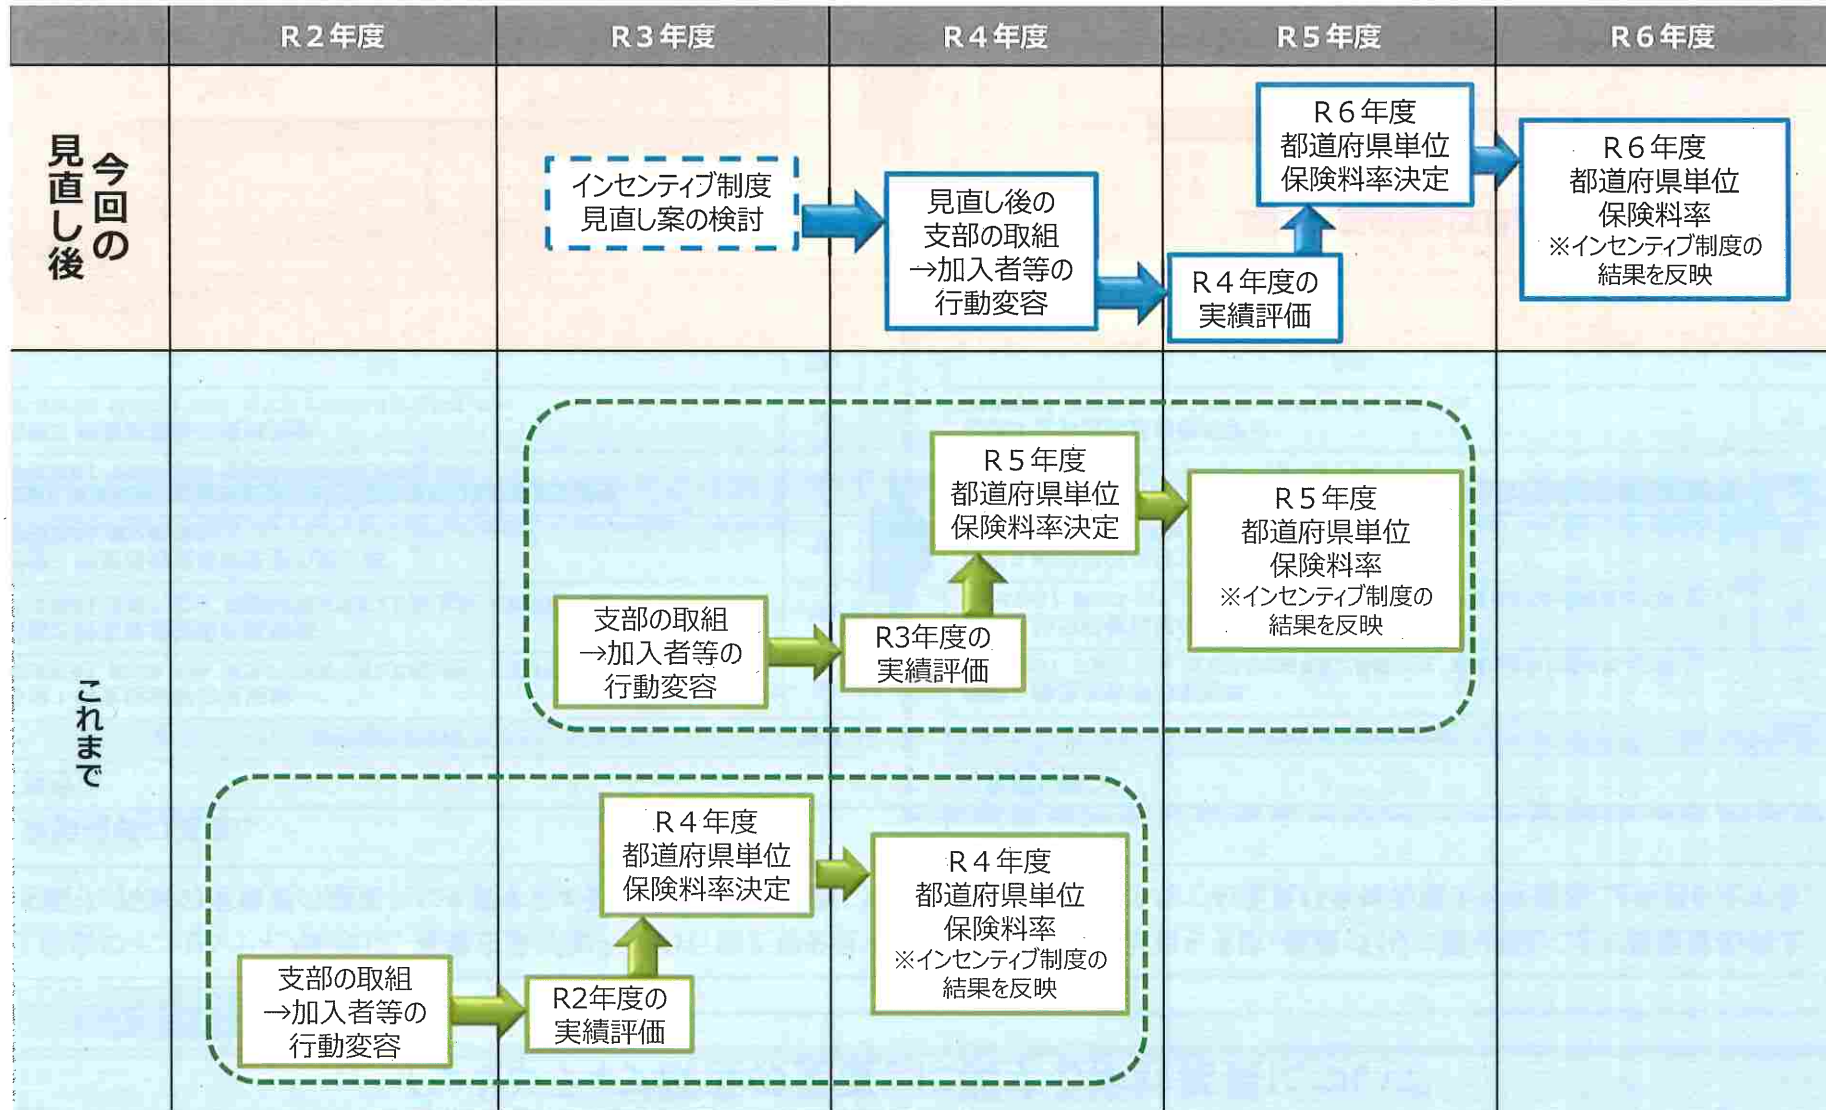 R２年度
R３年度
R４年度
R５年度
R６年度
今回の
見直し後
インセンティブ制度
見直し案の検討
見直し後の
支部の取組
→加入者等の
行動変容
R４年度の
実績評価
R６年度
都道府県単位
保険料率決定
R６年度
都道府県単位
保険料率
※インセンティブ制度の
結果を反映
これまで
支部の取組
→加入者等の
行動変容
R3年度の
実績評価
R５年度
都道府県単位
保険料率決定
R５年度
都道府県単位
保険料率
※インセンティブ制度の
結果を反映
支部の取組
→加入者等の
行動変容
R2年度の
実績評価
R４年度
都道府県単位
保険料率決定
R４年度
都道府県単位
保険料率
※インセンティブ制度の
結果を反映